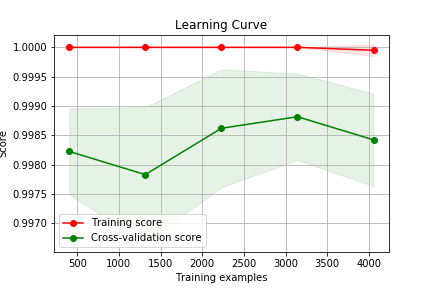 Learning Curve
1.0000
0.9995
0.9990
0.9985
0.9980
0.9975
0.9970
Score
Training score
Cross-validation score
500 1000 1500 2000 2500 3000 3500 4000
Training examples